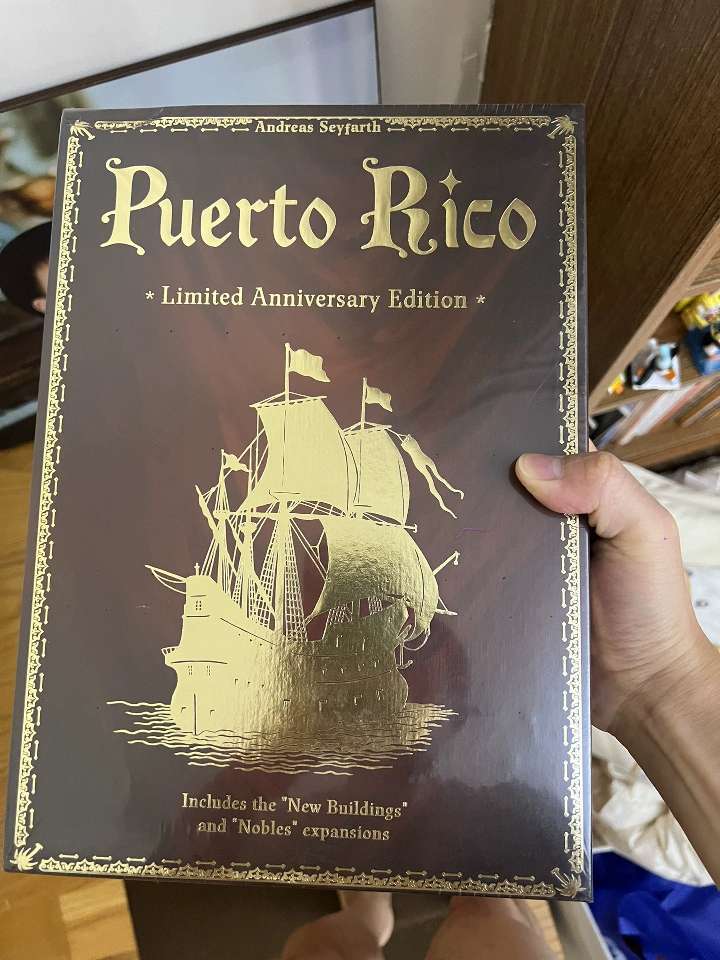 Andreas Seyfarth
Puerto Rico
* Limited Anniversary Edition *
Includes the "New Buildings"
and "Nobles" expansions